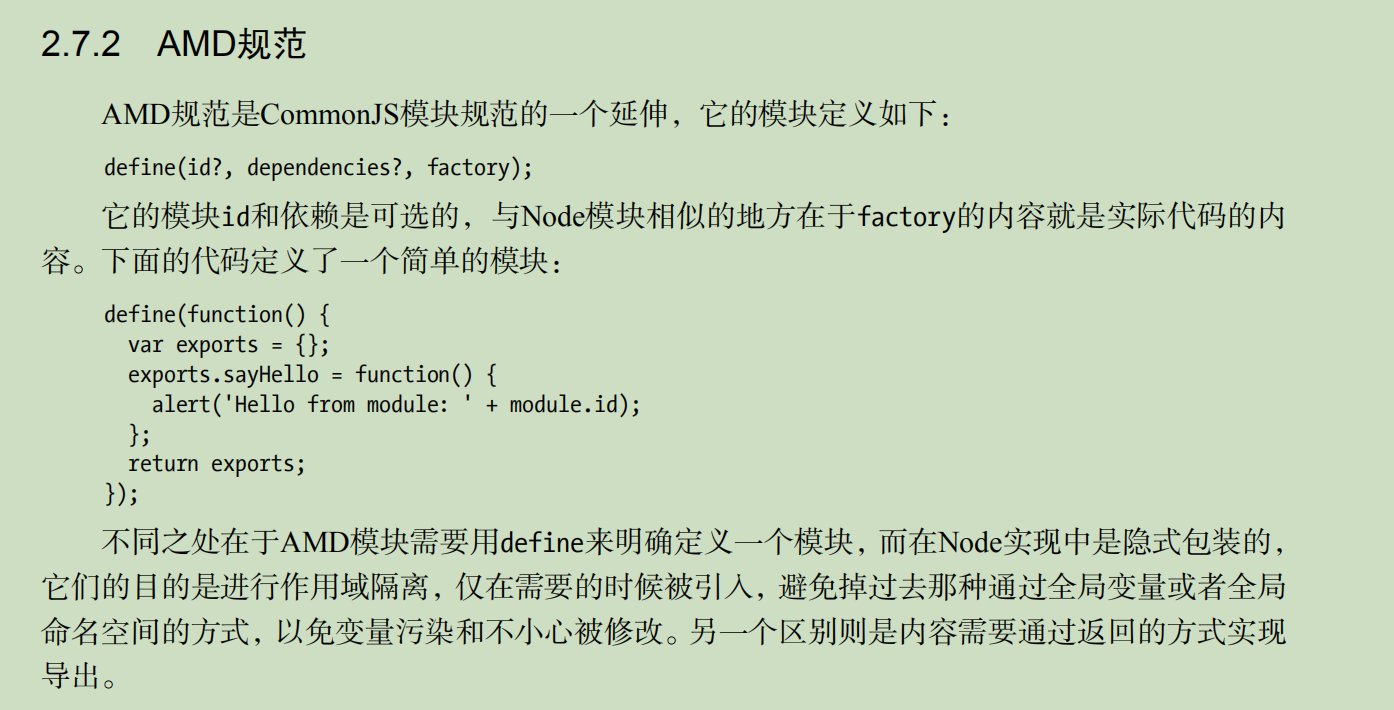 2.7.2 AMD规范
AMD规范是CommonJS模块规范的一个延伸，它的模块定义如下：
define(id?, dependencies?, factory);
它的模块id和依赖是可选的，与Node模块相似的地方在于factory的内容就是实际代码的内
容。下面的代码定义了一个简单的模块：
define(function() {
  var exports = {};
  exports.sayHello = function() {
    alert('Hello from module: ' + module.id);
  };
  return exports;
});
不同之处在于AMD模块需要用define来明确定义一个模块，而在Node实现中是隐式包装的，
它们的目的是进行作用域隔离，仅在需要的时候被引入，避免掉过去那种通过全局变量或者全局
命名空间的方式，以免变量污染和不小心被修改。另一个区别则是内容需要通过返回的方式实现
导出。